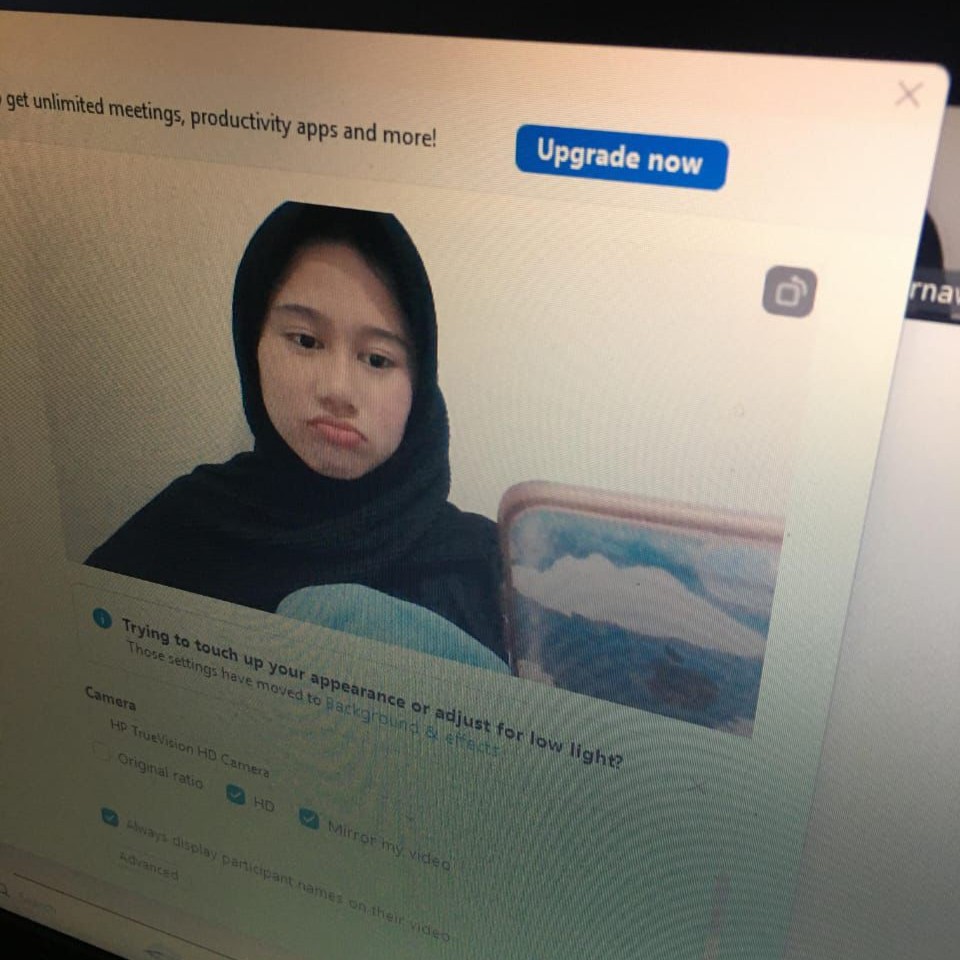 get unlimited meetings, productivity apps and more!
Upgrade now
Trying to touch up your appearance or adjust for low light?
Those settings have moved to Background & effects
Camera
HP TrueVision HD Camera
Original ratio
HD
Mirror my video
Always display participant names on their video
Advanced
Search